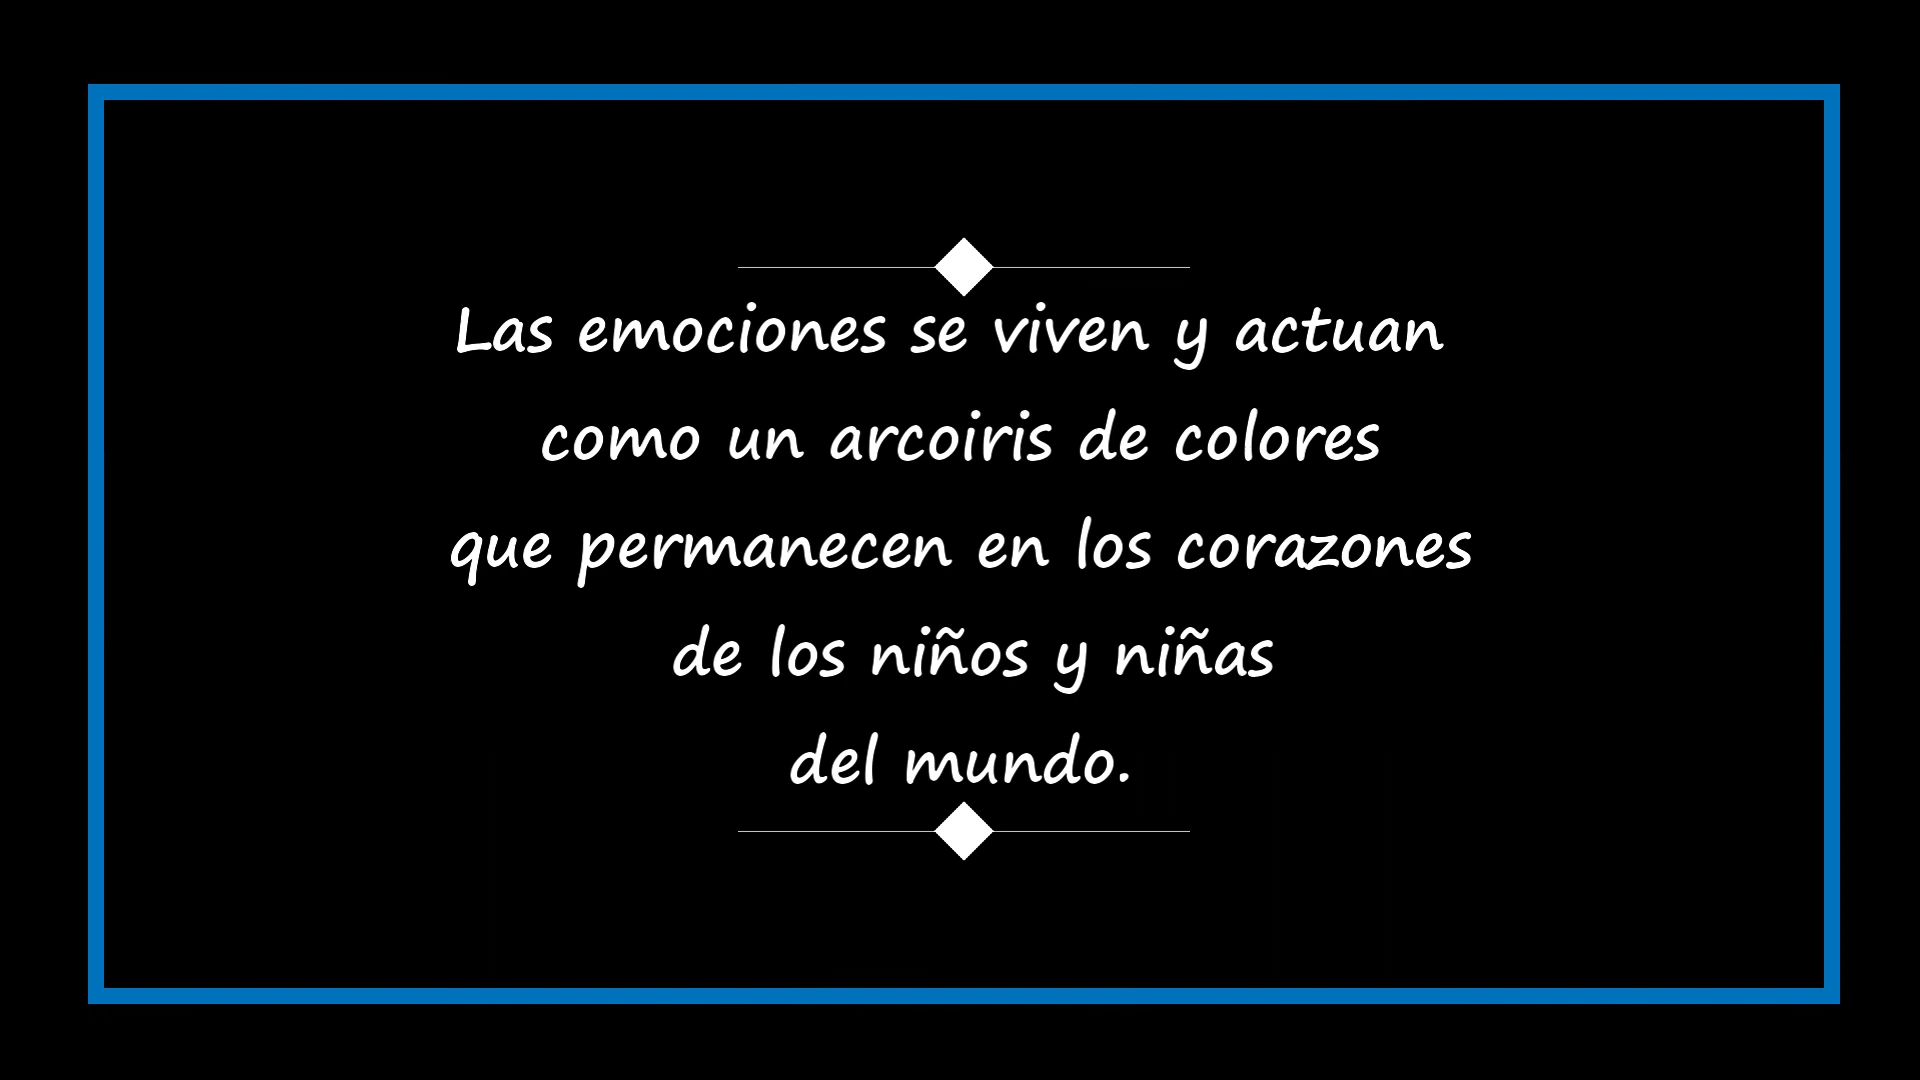 Las emociones se viven y actuan
como un arcoiris de colores
que permanecen en los corazones
de los niños y niñas
del mundo.